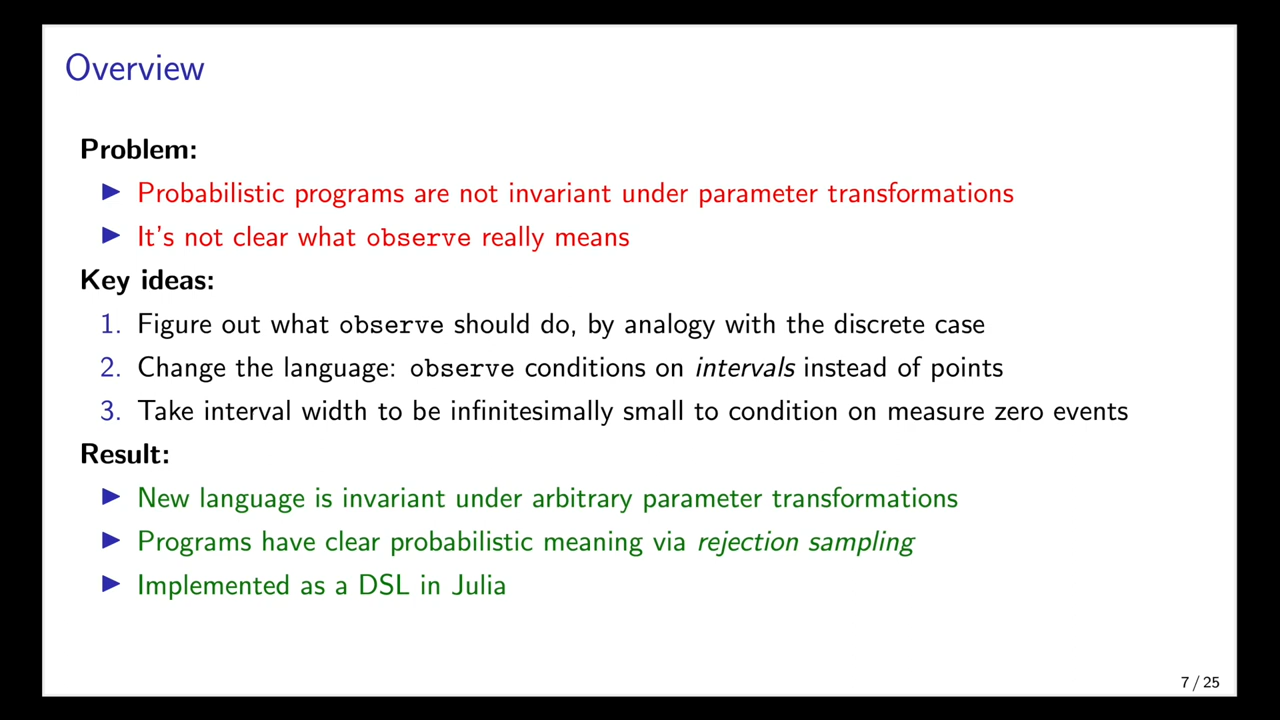 Overview
Problem:
▶ Probabilistic programs are not invariant under parameter transformations
▶ It's not clear what observe really means
Key ideas:
1. Figure out what observe should do, by analogy with the discrete case
2. Change the language: observe conditions on intervals instead of points
3. Take interval width to be infinitesimally small to condition on measure zero events
Result:
▶ New language is invariant under arbitrary parameter transformations
▶ Programs have clear probabilistic meaning via rejection sampling
▶ Implemented as a DSL in Julia
7 / 25